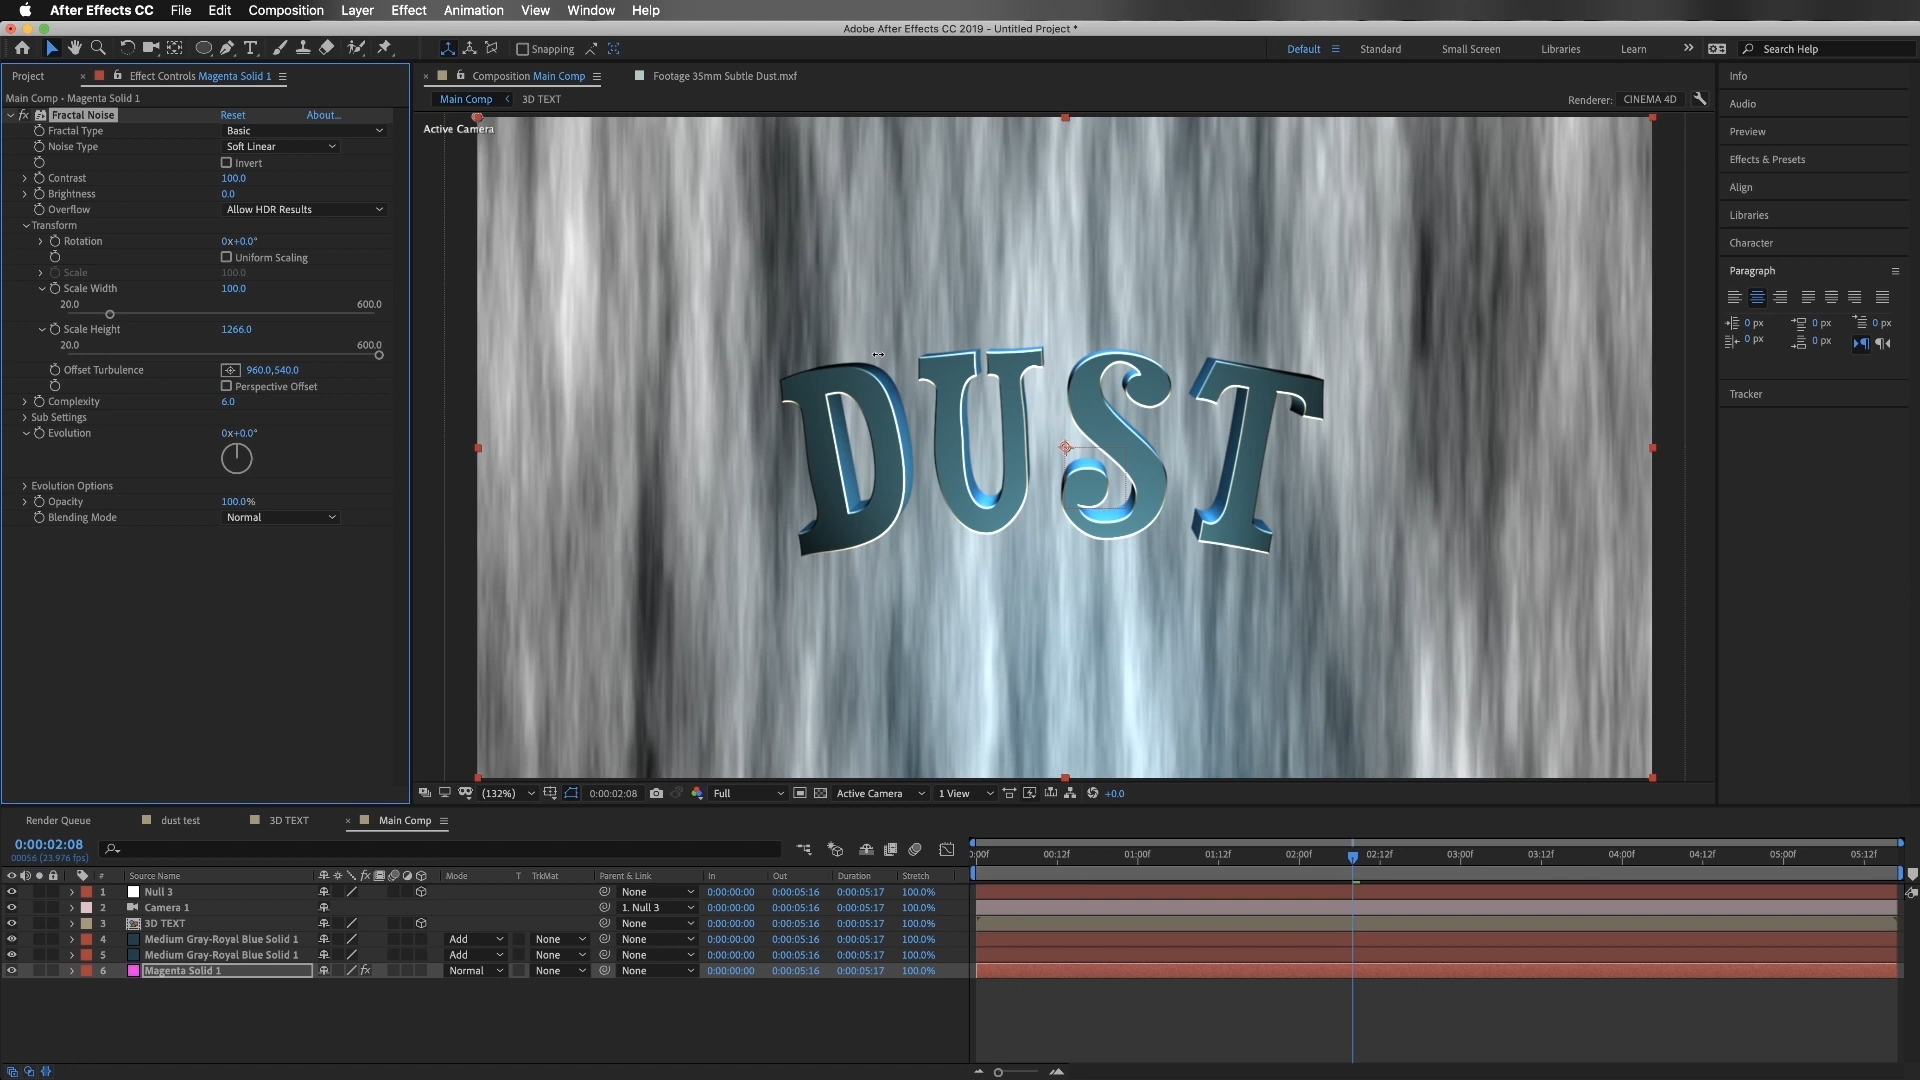 After Effects CC File Edit Composition Layer Effect Animation View Window Help
Adobe After Effects CC 2019 - Untitled Project *
Snapping
Default Standard Small Screen Libraries Learn Search Help
Project Effect Controls Magenta Solid 1
Composition Main Comp Footage 35mm Subtle Dust.mxf
Info
Main Comp • Magenta Solid 1
Main Comp 3D TEXT
Renderer: CINEMA 4D
Audio
Preview
Effects & Presets
Align
Libraries
Character
Paragraph
0 px 0 px 0 px
0 px 0 px
Tracker
fx Fractal Noise Reset About...
Fractal Type Basic
Noise Type Soft Linear
Invert
Contrast 100.0
Brightness 0.0
Overflow Allow HDR Results
Transform
Rotation 0x+0.0°
Uniform Scaling
Scale 100.0
Scale Width 100.0
20.0 600.0
Scale Height 1266.0
20.0 600.0
Offset Turbulence 960.0,540.0
Perspective Offset
Complexity 6.0
Sub Settings
Evolution 0x+0.0°
Evolution Options
Opacity 100.0%
Blending Mode Normal
Active Camera
DUST
(132%) 0:00:02:08 Full Active Camera 1 View +0.0
Render Queue dust test 3D TEXT Main Comp
0:00:02:08
00056 (23.976 fps)
:00f 00:12f 01:00f 01:12f 02:00f 02:12f 03:00f 03:12f 04:00f 04:12f 05:00f 05:12f
# Source Name fx Mode T TrkMat Parent & Link In Out Duration Stretch
1 Null 3 None 0:00:00:00 0:00:05:16 0:00:05:17 100.0%
2 Camera 1 1. Null 3 0:00:00:00 0:00:05:16 0:00:05:17 100.0%
3 3D TEXT None 0:00:00:00 0:00:05:16 0:00:05:17 100.0%
4 Medium Gray-Royal Blue Solid 1 Add None None 0:00:00:00 0:00:05:16 0:00:05:17 100.0%
5 Medium Gray-Royal Blue Solid 1 Add None None 0:00:00:00 0:00:05:16 0:00:05:17 100.0%
6 Magenta Solid 1 fx Normal None None 0:00:00:00 0:00:05:16 0:00:05:17 100.0%